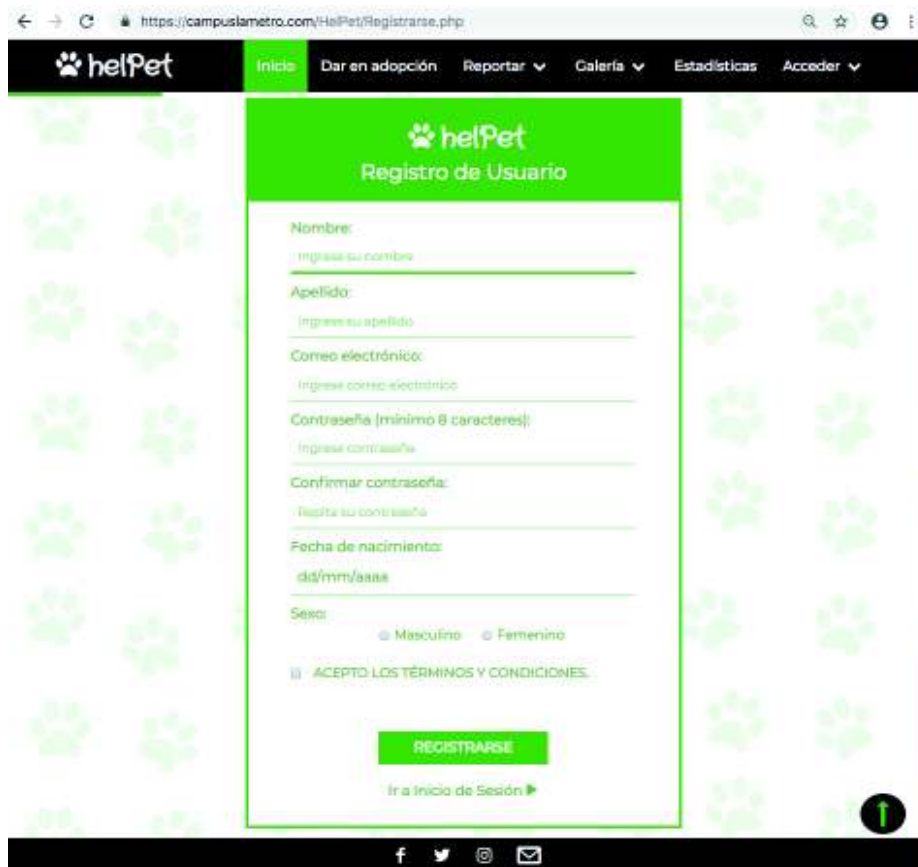 https://campuslametro.com/HelPet/Registrarse.php
helPet Inicio Dar en adopción Reportar Galería Estadísticas Acceder
helPet
Registro de Usuario
Nombre:
Ingrese su nombre
Apellido:
Ingrese su apellido
Correo electrónico:
Ingrese correo electrónico
Contraseña (mínimo 8 caracteres):
Ingrese contraseña
Confirmar contraseña:
Repita su contraseña
Fecha de nacimiento:
dd/mm/aaaa
Sexo:
Masculino Femenino
ACEPTO LOS TÉRMINOS Y CONDICIONES.
REGISTRARSE
Ir a Inicio de Sesión